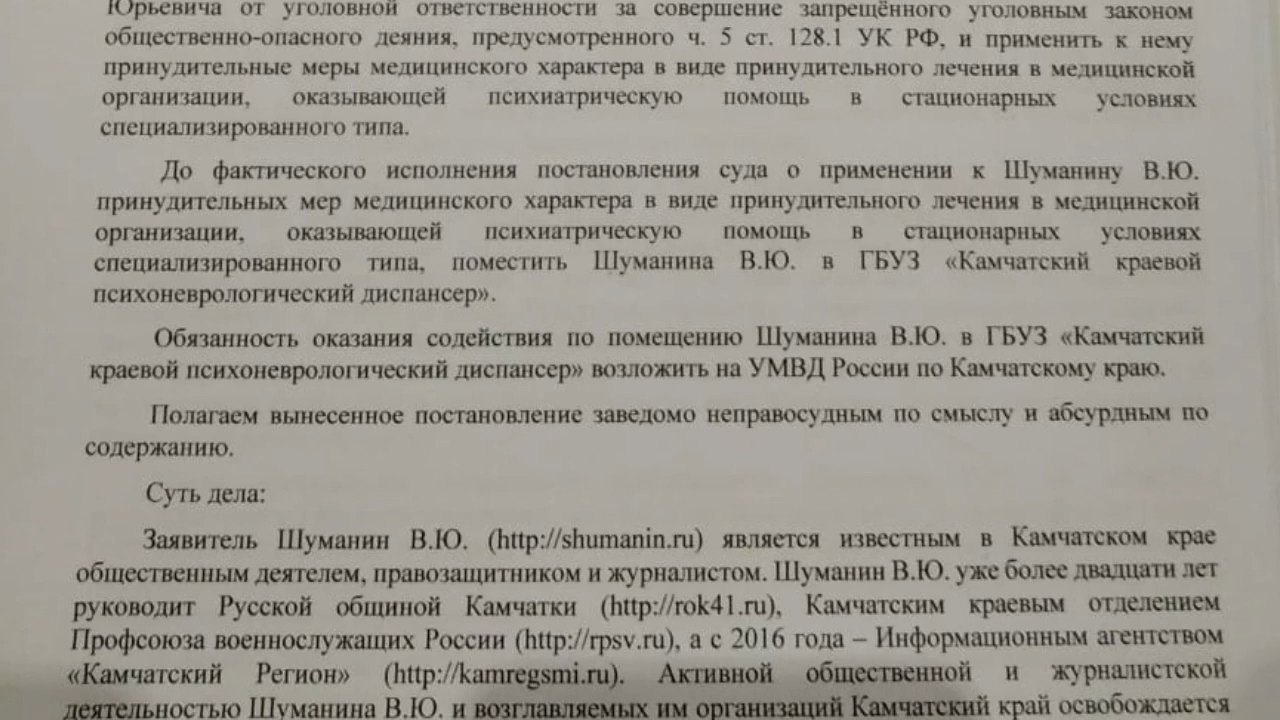 Юрьевича от уголовной ответственности за совершение запрещённого уголовным законом
общественно-опасного деяния, предусмотренного ч. 5 ст. 128.1 УК РФ, и применить к нему
принудительные меры медицинского характера в виде принудительного лечения в медицинской
организации, оказывающей психиатрическую помощь в стационарных условиях
специализированного типа.
До фактического исполнения постановления суда о применении к Шуманину В.Ю.
принудительных мер медицинского характера в виде принудительного лечения в медицинской
организации, оказывающей психиатрическую помощь в стационарных условиях
специализированного типа, поместить Шуманина В.Ю. в ГБУЗ «Камчатский краевой
психоневрологический диспансер».
Обязанность оказания содействия по помещению Шуманина В.Ю. в ГБУЗ «Камчатский
краевой психоневрологический диспансер» возложить на УМВД России по Камчатскому краю.
Полагаем вынесенное постановление заведомо неправосудным по смыслу и абсурдным по
содержанию.
Суть дела:
Заявитель Шуманин В.Ю. (http://shumanin.ru) является известным в Камчатском крае
общественным деятелем, правозащитником и журналистом. Шуманин В.Ю. уже более двадцати лет
руководит Русской общиной Камчатки (http://rok41.ru), Камчатским краевым отделением
Профсоюза военнослужащих России (http://rpsv.ru), а с 2016 года – Информационным агентством
«Камчатский Регион» (http://kamregsmi.ru). Активной общественной и журналистской
деятельностью Шуманина В.Ю. и возглавляемых им организаций Камчатский край освобождается